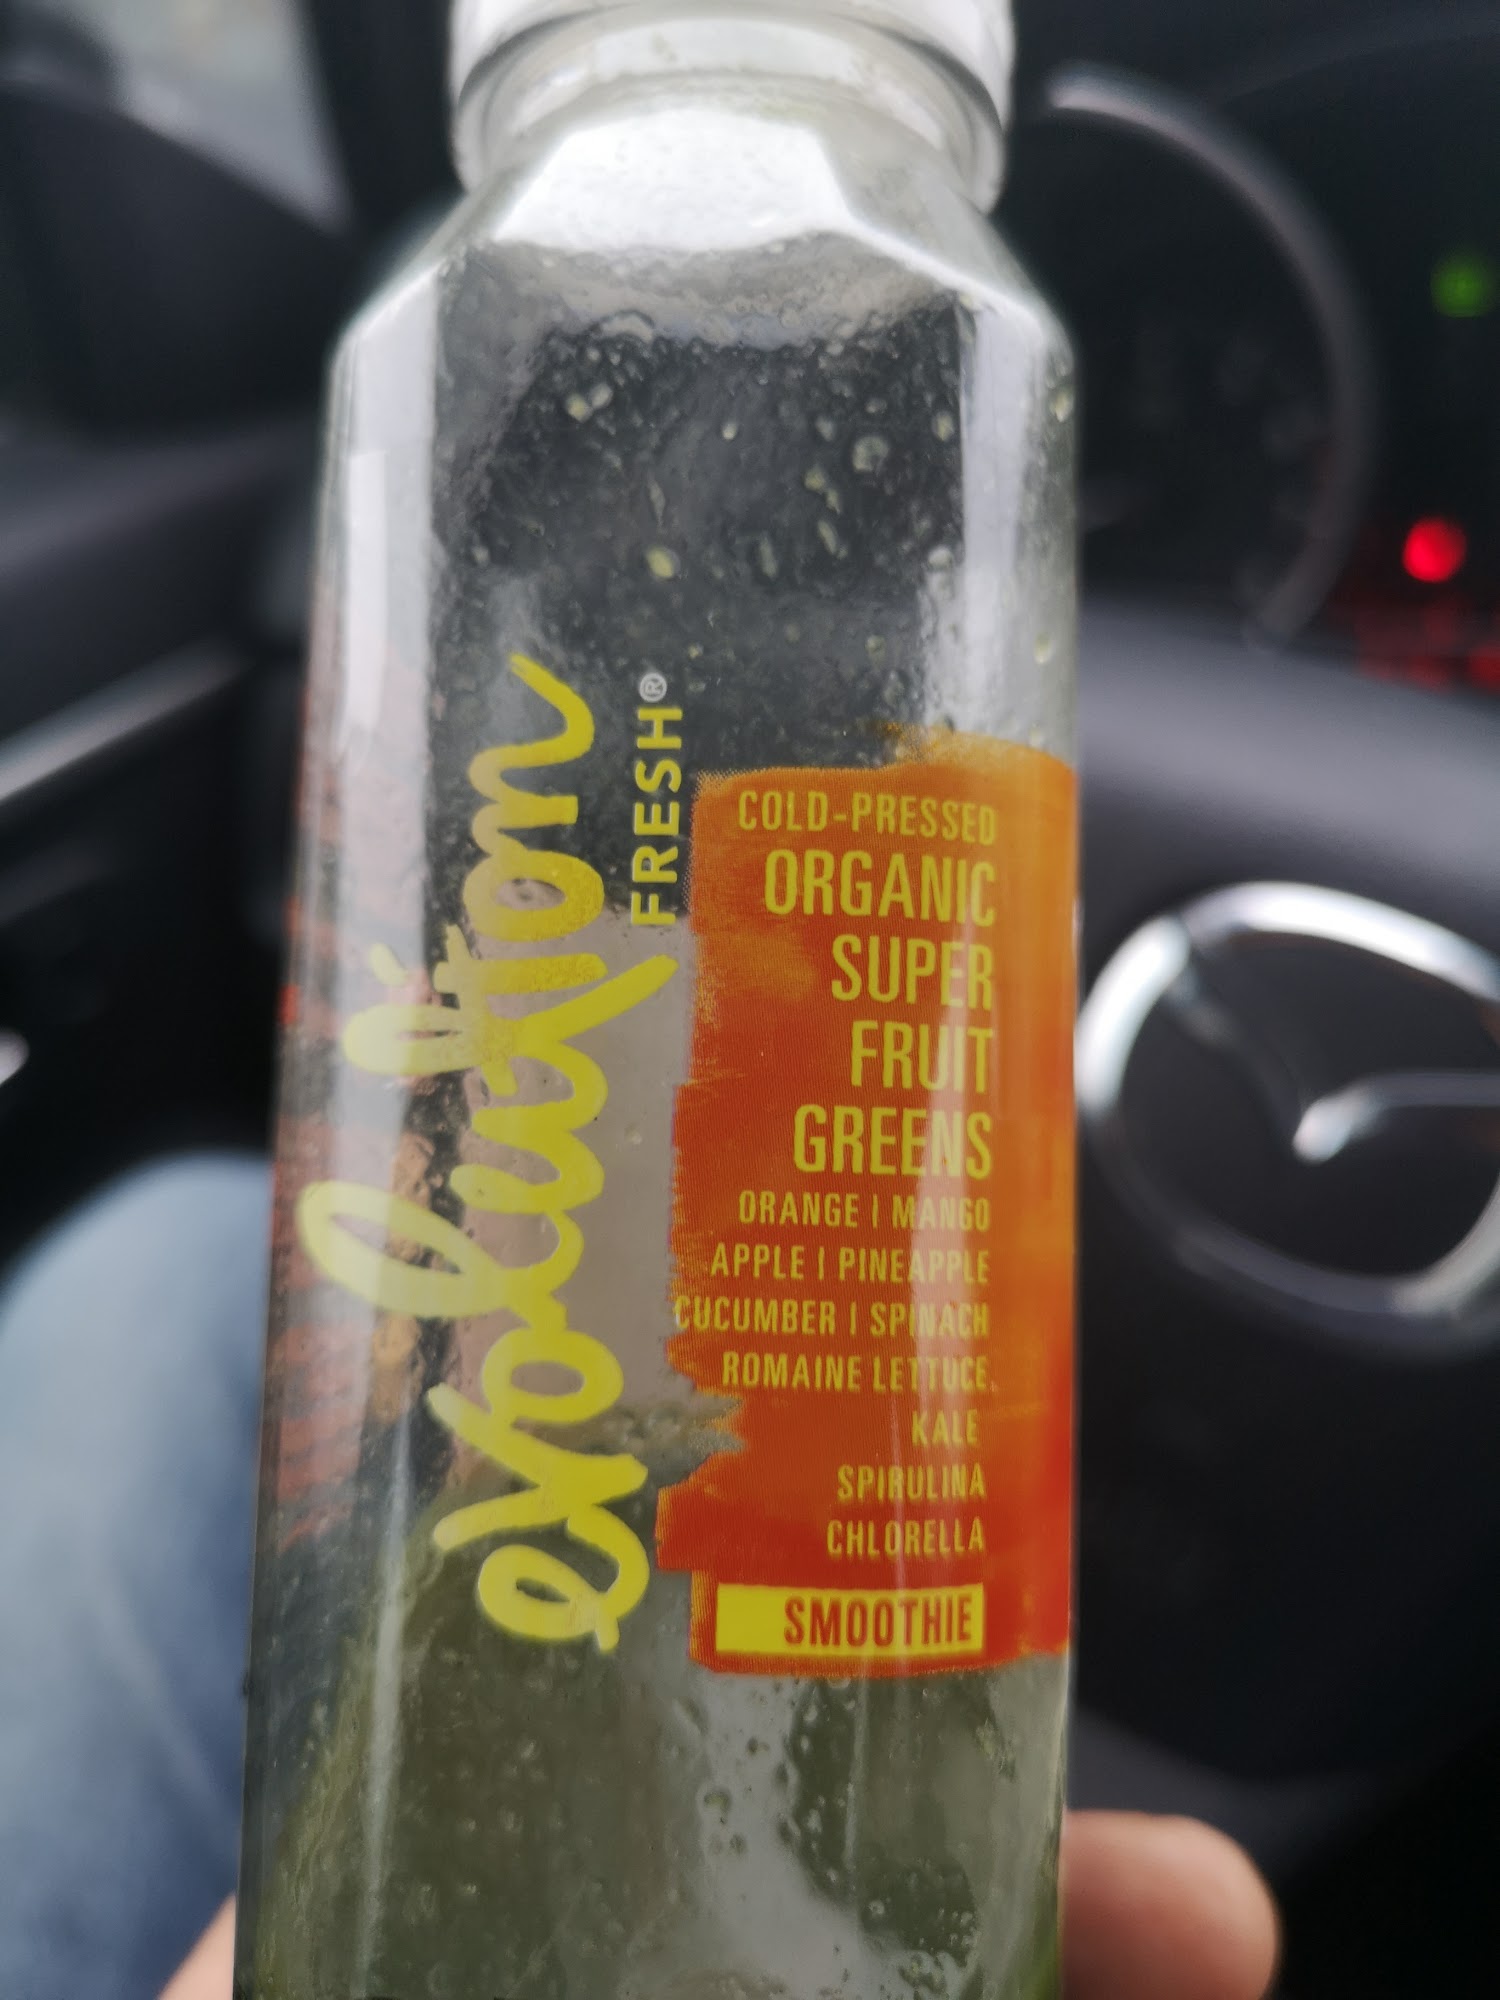 evolution
FRESH®
COLD-PRESSED
ORGANIC
SUPER
FRUIT
GREENS
ORANGE | MANGO
APPLE | PINEAPPLE
CUCUMBER | SPINACH
ROMAINE LETTUCE.
KALE
SPIRULINA
CHLORELLA
SMOOTHIE